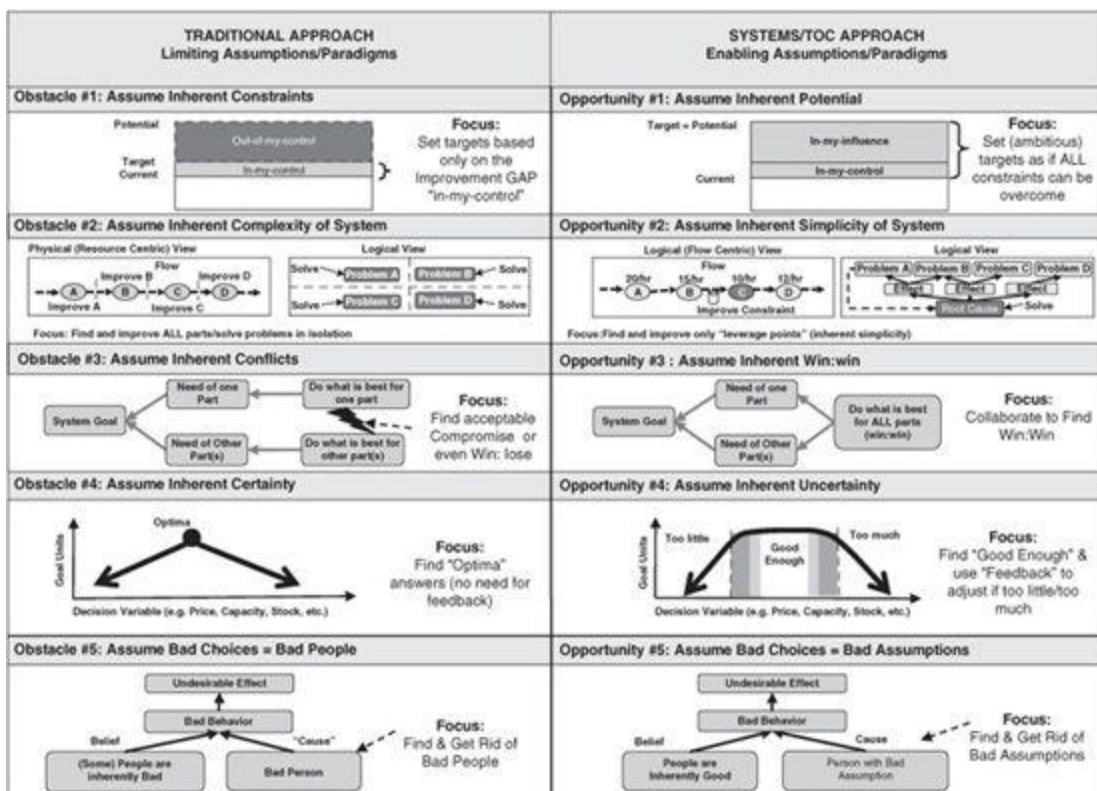 TRADITIONAL APPROACH
Limiting Assumptions/Paradigms
SYSTEMS/TOC APPROACH
Enabling Assumptions/Paradigms
Obstacle #1: Assume Inherent Constraints
Potential
Out-of-my-control
Target
Current
In-my-control
Focus:
Set targets based
only on the
Improvement GAP
"in-my-control"
Opportunity #1: Assume Inherent Potential
Target = Potential
In-my-influence
In-my-control
Current
Focus:
Set (ambitious)
targets as if ALL
constraints can be
overcome
Obstacle #2: Assume Inherent Complexity of System
Physical (Resource Centric) View
Flow
Improve B
Improve D
A
B
C
D
Improve A
Improve C
Logical View
Solve
Problem A
Problem B
Solve
Solve
Problem C
Problem D
Solve
Focus: Find and improve ALL parts/solve problems in isolation
Opportunity #2: Assume Inherent Simplicity of System
Logical (Flow Centric) View
Flow
20/hr
15/hr
10/hr
12/hr
A
B
C
D
Improve Constraint
Logical View
Problem A
Problem B
Problem C
Problem D
Effect
Effect
Effect
Root Cause
Solve
Focus:Find and improve only "leverage points" (inherent simplicity)
Obstacle #3: Assume Inherent Conflicts
System Goal
Need of one
Part
Do what is best for
one part
Need of Other
Part(s)
Do what is best for
other part(s)
Focus:
Find acceptable
Compromise or
even Win: lose
Opportunity #3 : Assume Inherent Win:win
System Goal
Need of one
Part
Need of Other
Part(s)
Do what is best
for ALL parts
(win:win)
Focus:
Collaborate to Find
Win:Win
Obstacle #4: Assume Inherent Certainty
Goal Units
Optima
Decision Variable (e.g. Price, Capacity, Stock, etc.)
Focus:
Find "Optima"
answers (no need for
feedback)
Opportunity #4: Assume Inherent Uncertainty
Goal Units
Too little
Good
Enough
Too much
Decision Variable (e.g. Price, Capacity, Stock, etc.)
Focus:
Find "Good Enough" &
use "Feedback" to
adjust if too little/too
much
Obstacle #5: Assume Bad Choices = Bad People
Undesirable Effect
Bad Behavior
Belief
"Cause"
(Some) People are
inherently Bad
Bad Person
Focus:
Find & Get Rid of
Bad People
Opportunity #5: Assume Bad Choices = Bad Assumptions
Undesirable Effect
Bad Behavior
Belief
Cause
People are
Inherently Good
Person with Bad
Assumption
Focus:
Find & Get Rid of
Bad Assumptions